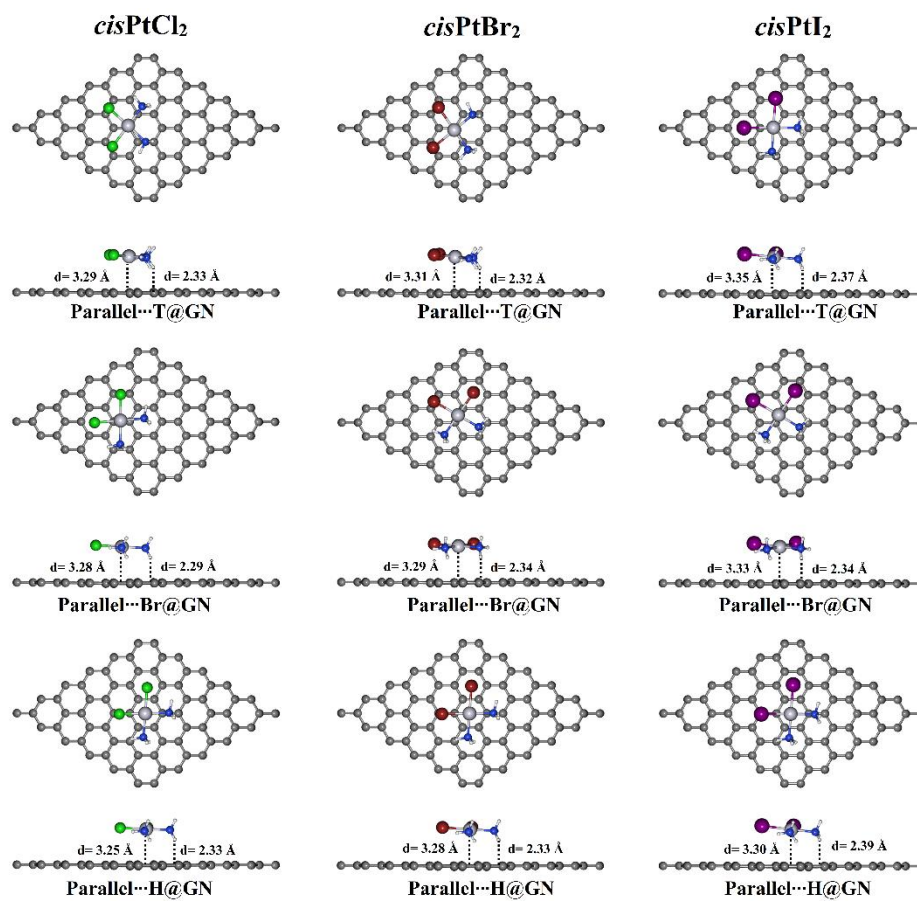 cisPtCl₂ cisPtBr₂ cisPtI₂
d= 3.29 Å d= 2.33 Å d= 3.31 Å d= 2.32 Å d= 3.35 Å d= 2.37 Å
Parallel···T@GN Parallel···T@GN Parallel···T@GN
d= 3.28 Å d= 2.29 Å d= 3.29 Å d= 2.34 Å d= 3.33 Å d= 2.34 Å
Parallel···Br@GN Parallel···Br@GN Parallel···Br@GN
d= 3.25 Å d= 2.33 Å d= 3.28 Å d= 2.33 Å d= 3.30 Å d= 2.39 Å
Parallel···H@GN Parallel···H@GN Parallel···H@GN